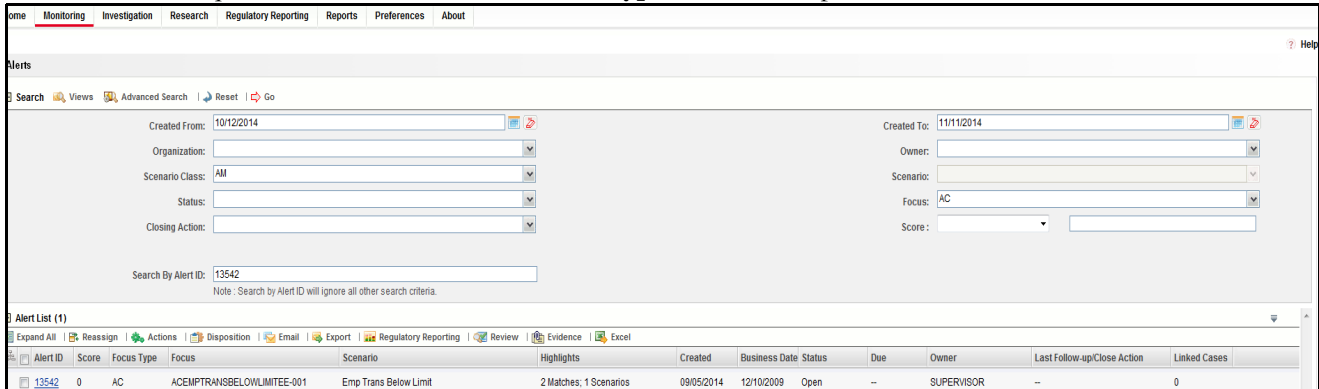 ome Monitoring Investigation Research Regulatory Reporting Reports Preferences About
? Help
Alerts
Search Views Advanced Search | Reset | Go
Created From: 10/12/2014 Created To: 11/11/2014
Organization: Owner:
Scenario Class: AM Scenario:
Status: Focus: AC
Closing Action: Score :
Search By Alert ID: 13542
Note : Search by Alert ID will ignore all other search criteria.
Alert List (1)
Expand All | Reassign | Actions | Disposition | Email | Export | Regulatory Reporting | Review | Evidence | Excel
Alert ID Score Focus Type Focus Scenario Highlights Created Business Date Status Due Owner Last Follow-up/Close Action Linked Cases
13542 0 AC ACEMPTRANSBELOWLIMITEE-001 Emp Trans Below Limit 2 Matches; 1 Scenarios 09/05/2014 12/10/2009 Open -- SUPERVISOR -- 0